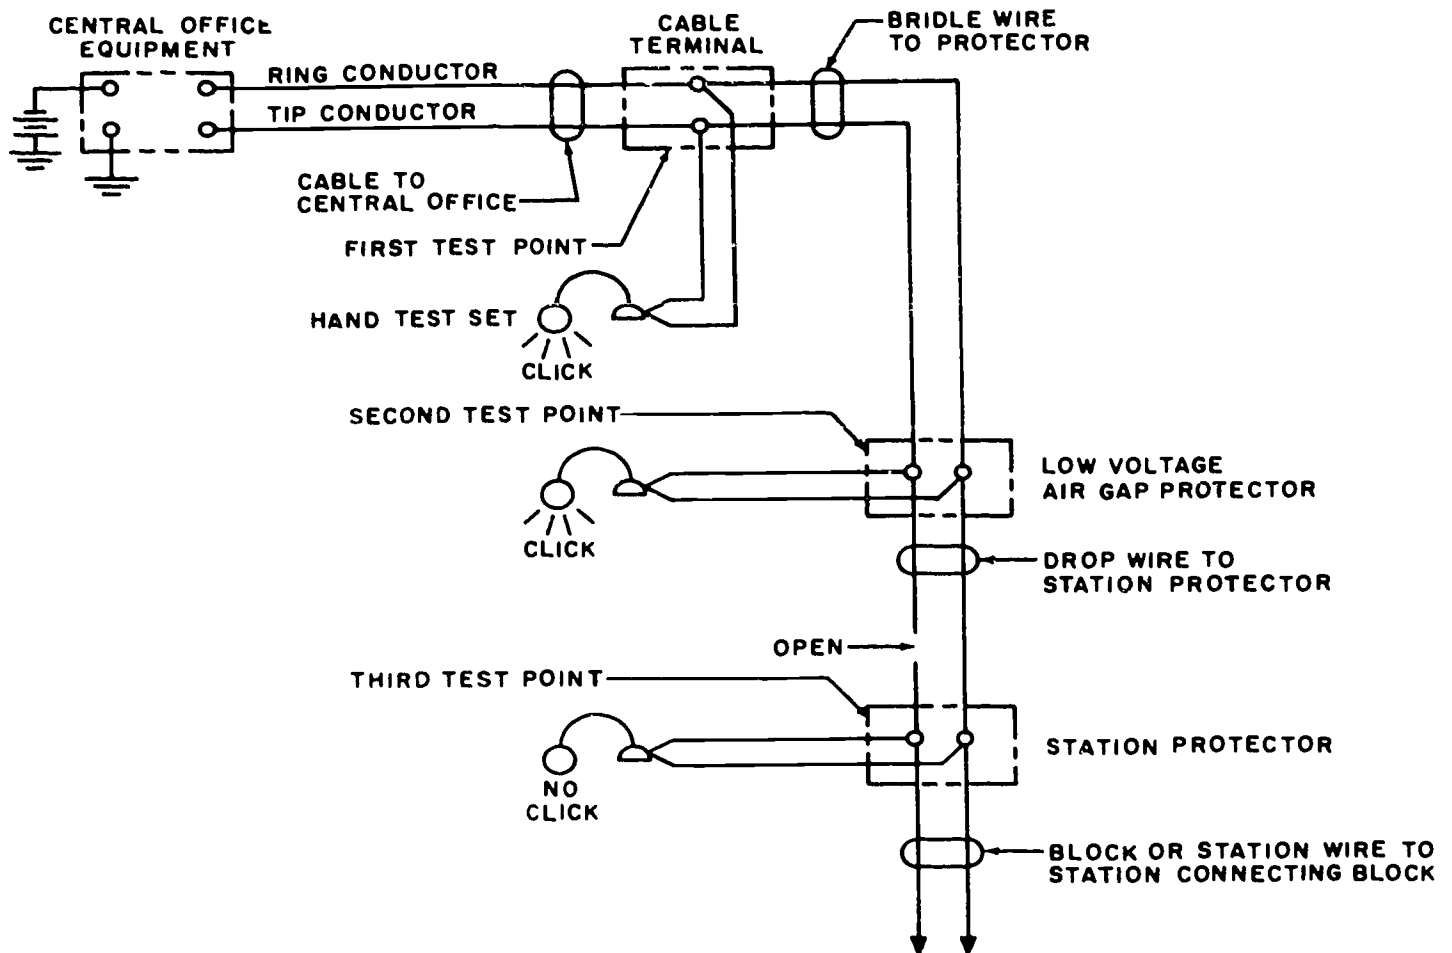 CENTRAL OFFICE
EQUIPMENT
CABLE
TERMINAL
BRIDLE WIRE
TO PROTECTOR
RING CONDUCTOR
TIP CONDUCTOR
CABLE TO
CENTRAL OFFICE
FIRST TEST POINT
HAND TEST SET
CLICK
SECOND TEST POINT
LOW VOLTAGE
AIR GAP PROTECTOR
CLICK
DROP WIRE TO
STATION PROTECTOR
OPEN
THIRD TEST POINT
STATION PROTECTOR
NO
CLICK
BLOCK OR STATION WIRE TO
STATION CONNECTING BLOCK